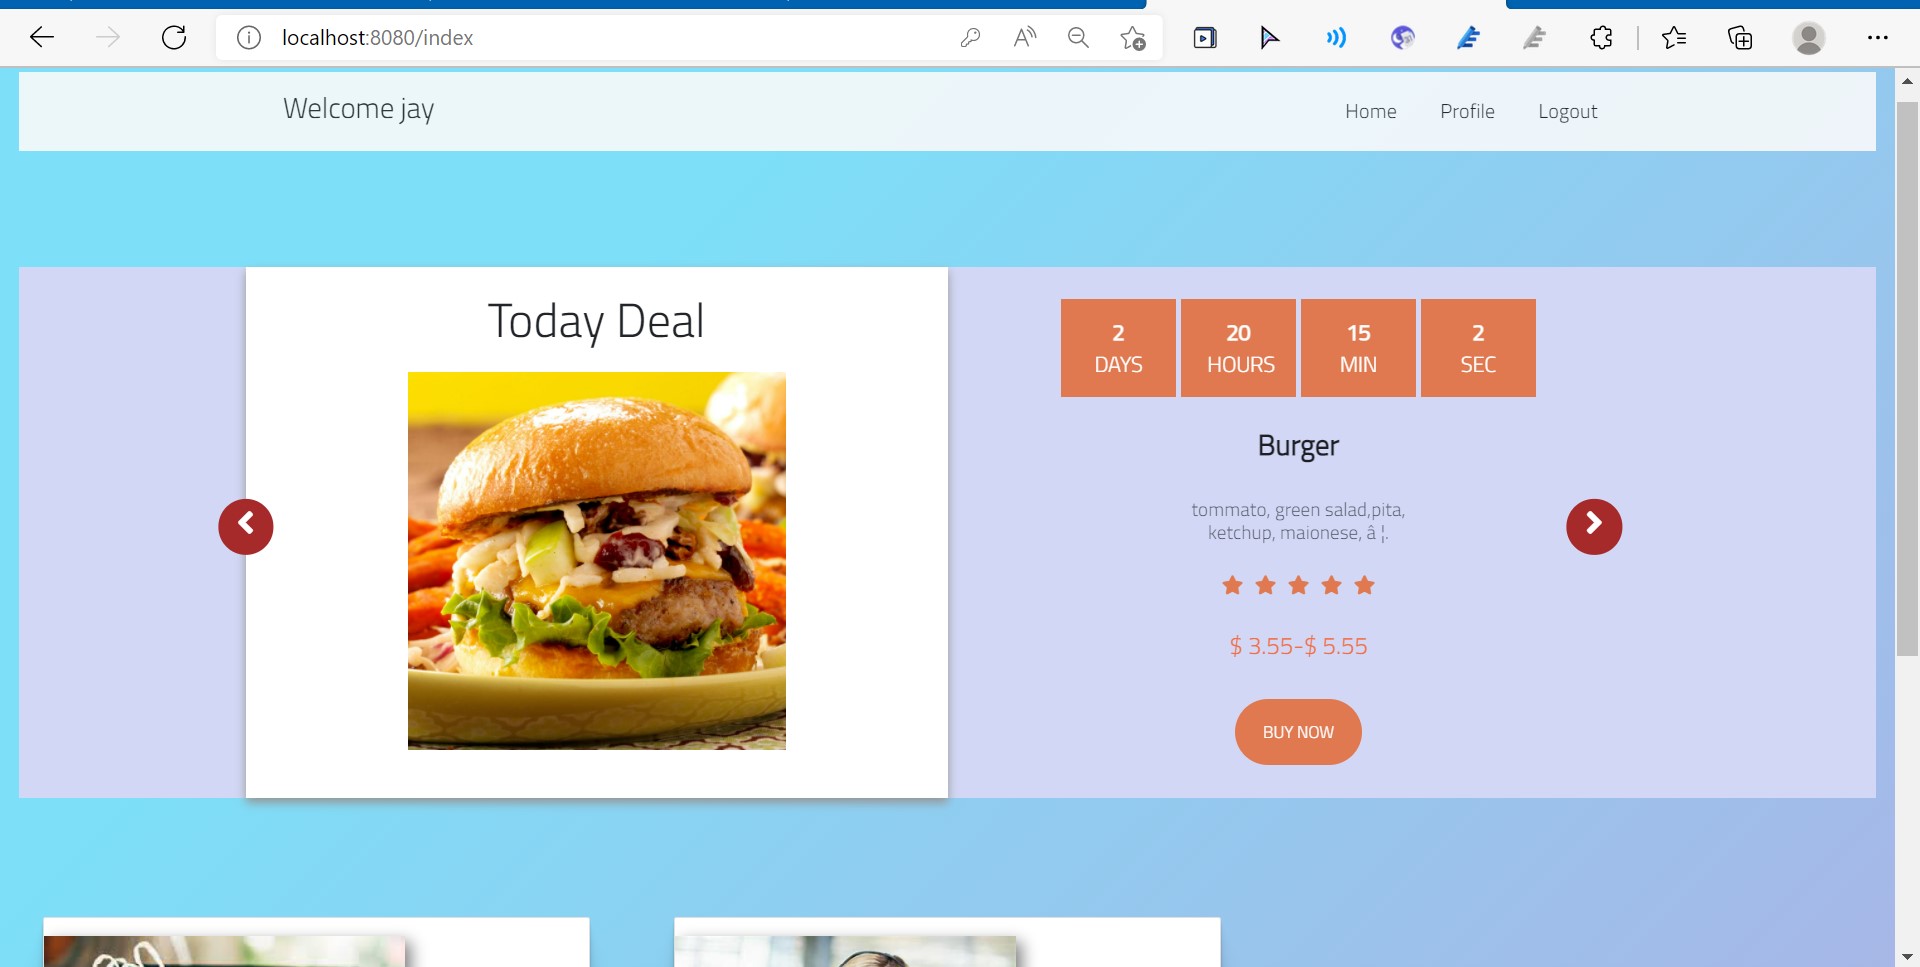 localhost:8080/index
Welcome jay
Home Profile Logout
Today Deal
2 20 15 2
DAYS HOURS MIN SEC
Burger
tommato, green salad,pita,
ketchup, maionese, â ¦.
$ 3.55-$ 5.55
BUY NOW